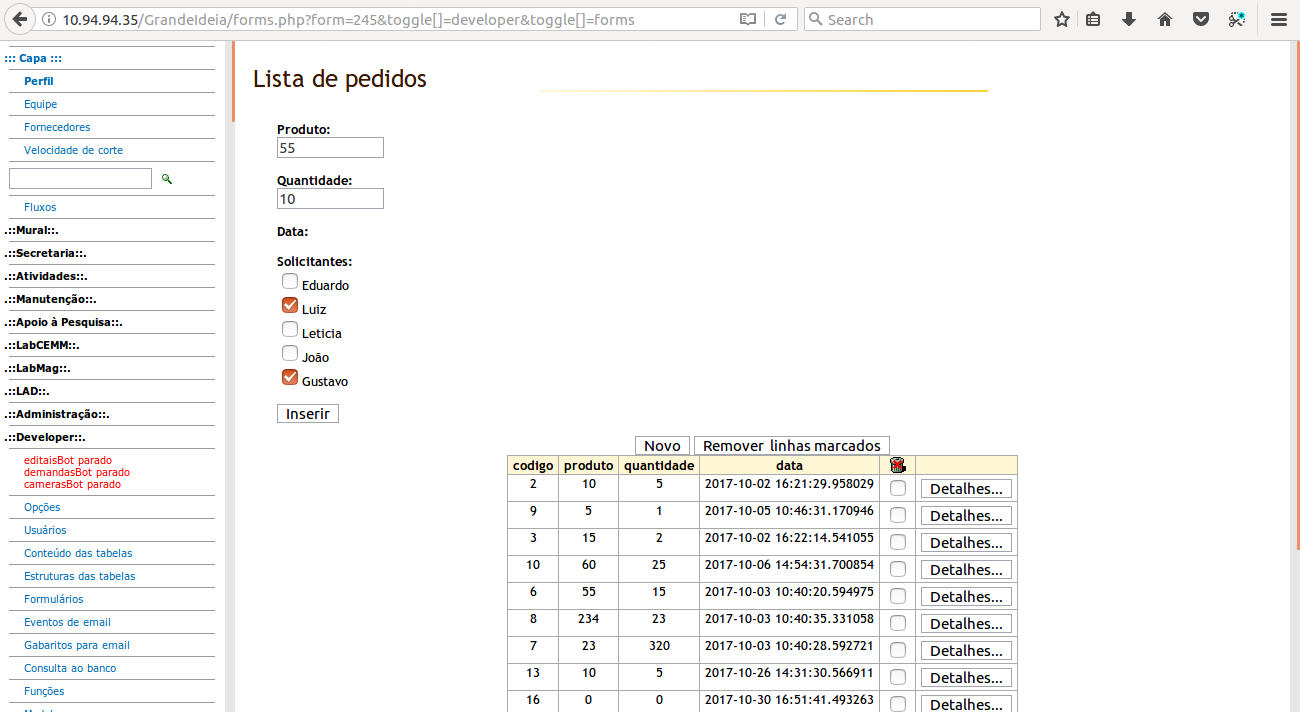 10.94.94.35/GrandeIdeia/forms.php?form=245&toggle[]=developer&toggle[]=forms
Search
::: Capa :::
Perfil
Equipe
Fornecedores
Velocidade de corte
Fluxos
.::Mural::.
.::Secretaria::.
.::Atividades::.
.::Manutenção::.
.::Apoio à Pesquisa::.
.::LabCEMM::.
.::LabMag::.
.::LAD::.
.::Administração::.
.::Developer::.
editaisBot parado
demandasBot parado
camerasBot parado
Opções
Usuários
Conteúdo das tabelas
Estruturas das tabelas
Formulários
Eventos de email
Gabaritos para email
Consulta ao banco
Funções
Lista de pedidos
Produto:
55
Quantidade:
10
Data:
Solicitantes:
Eduardo
Luiz
Leticia
João
Gustavo
Inserir
Novo Remover linhas marcados
codigo produto quantidade data
2 10 5 2017-10-02 16:21:29.958029 Detalhes...
9 5 1 2017-10-05 10:46:31.170946 Detalhes...
3 15 2 2017-10-02 16:22:14.541055 Detalhes...
10 60 25 2017-10-06 14:54:31.700854 Detalhes...
6 55 15 2017-10-03 10:40:20.594975 Detalhes...
8 234 23 2017-10-03 10:40:35.331058 Detalhes...
7 23 320 2017-10-03 10:40:28.592721 Detalhes...
13 10 5 2017-10-26 14:31:30.566911 Detalhes...
16 0 0 2017-10-30 16:51:41.493263 Detalhes...